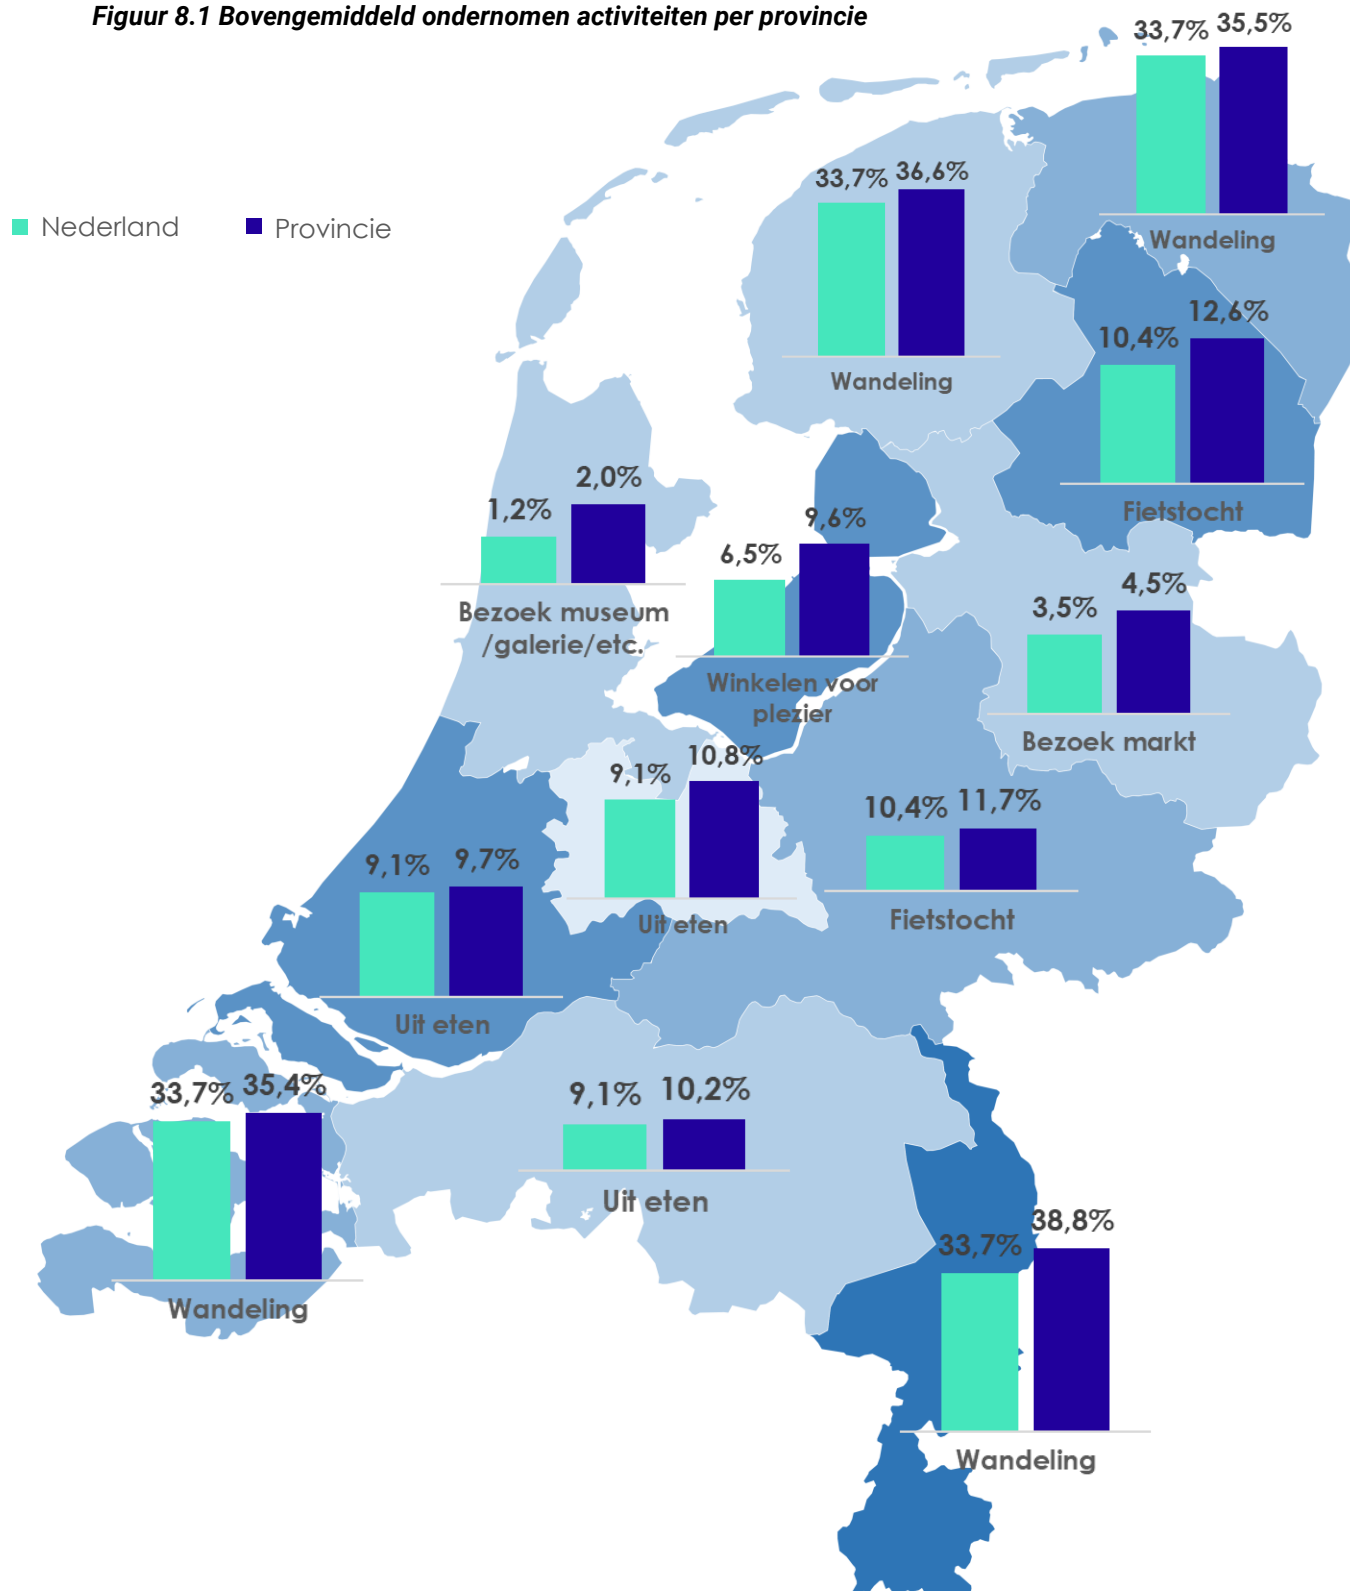 Figuur 8.1 Bovengemiddeld ondernomen activiteiten per provincie
33,7% 35,5%
Wandeling
Nederland Provincie
33,7% 36,6%
Wandeling
10,4% 12,6%
Fietstocht
1,2% 2,0%
Bezoek museum
/galerie/etc.
6,5% 9,6%
Winkelen voor
plezier
3,5% 4,5%
Bezoek markt
9,1% 10,8%
Uit eten
10,4% 11,7%
Fietstocht
9,1% 9,7%
Uit eten
33,7% 35,4%
Wandeling
9,1% 10,2%
Uit eten
33,7% 38,8%
Wandeling